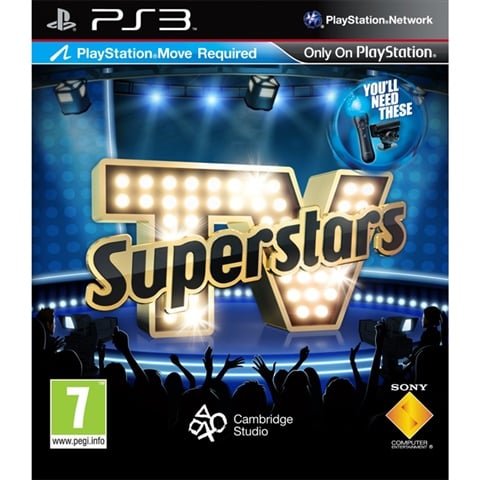 PS3
PlayStation®Network
PlayStation®Move Required
Only On PlayStation®
YOU'LL
NEED
THESE
TV
Superstars
7
www.pegi.info
Cambridge
Studio
SONY
COMPUTER
ENTERTAINMENT®